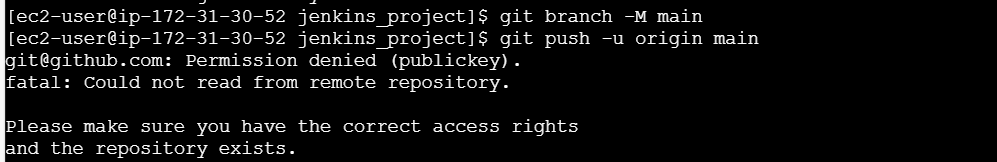 [ec2-user@ip-172-31-30-52 jenkins_project]$ git branch -M main
[ec2-user@ip-172-31-30-52 jenkins_project]$ git push -u origin main
git@github.com: Permission denied (publickey).
fatal: Could not read from remote repository.
Please make sure you have the correct access rights
and the repository exists.